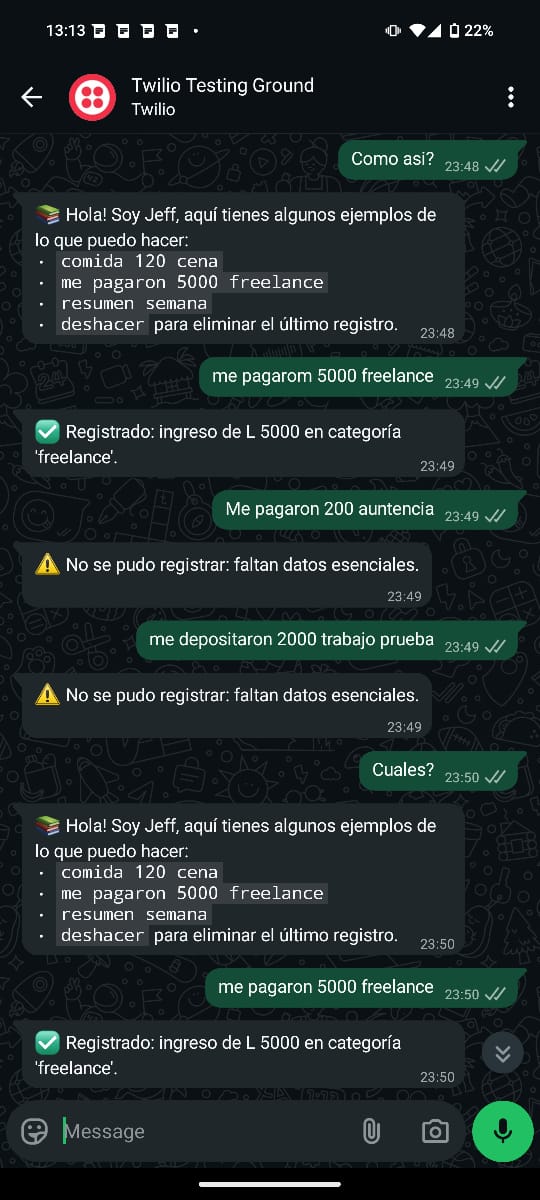 13:13
22%
Twilio Testing Ground
Twilio
Como asi? 23:48
📚 Hola! Soy Jeff, aquí tienes algunos ejemplos de
lo que puedo hacer:
· comida 120 cena
· me pagaron 5000 freelance
· resumen semana
· deshacer para eliminar el último registro.
23:48
me pagarom 5000 freelance 23:49
✅ Registrado: ingreso de L 5000 en categoría
'freelance'.
23:49
Me pagaron 200 auntencia 23:49
⚠️ No se pudo registrar: faltan datos esenciales.
23:49
me depositaron 2000 trabajo prueba 23:49
⚠️ No se pudo registrar: faltan datos esenciales.
23:49
Cuales? 23:50
📚 Hola! Soy Jeff, aquí tienes algunos ejemplos de
lo que puedo hacer:
· comida 120 cena
· me pagaron 5000 freelance
· resumen semana
· deshacer para eliminar el último registro.
23:50
me pagaron 5000 freelance 23:50
✅ Registrado: ingreso de L 5000 en categoría
'freelance'.
23:50
Message